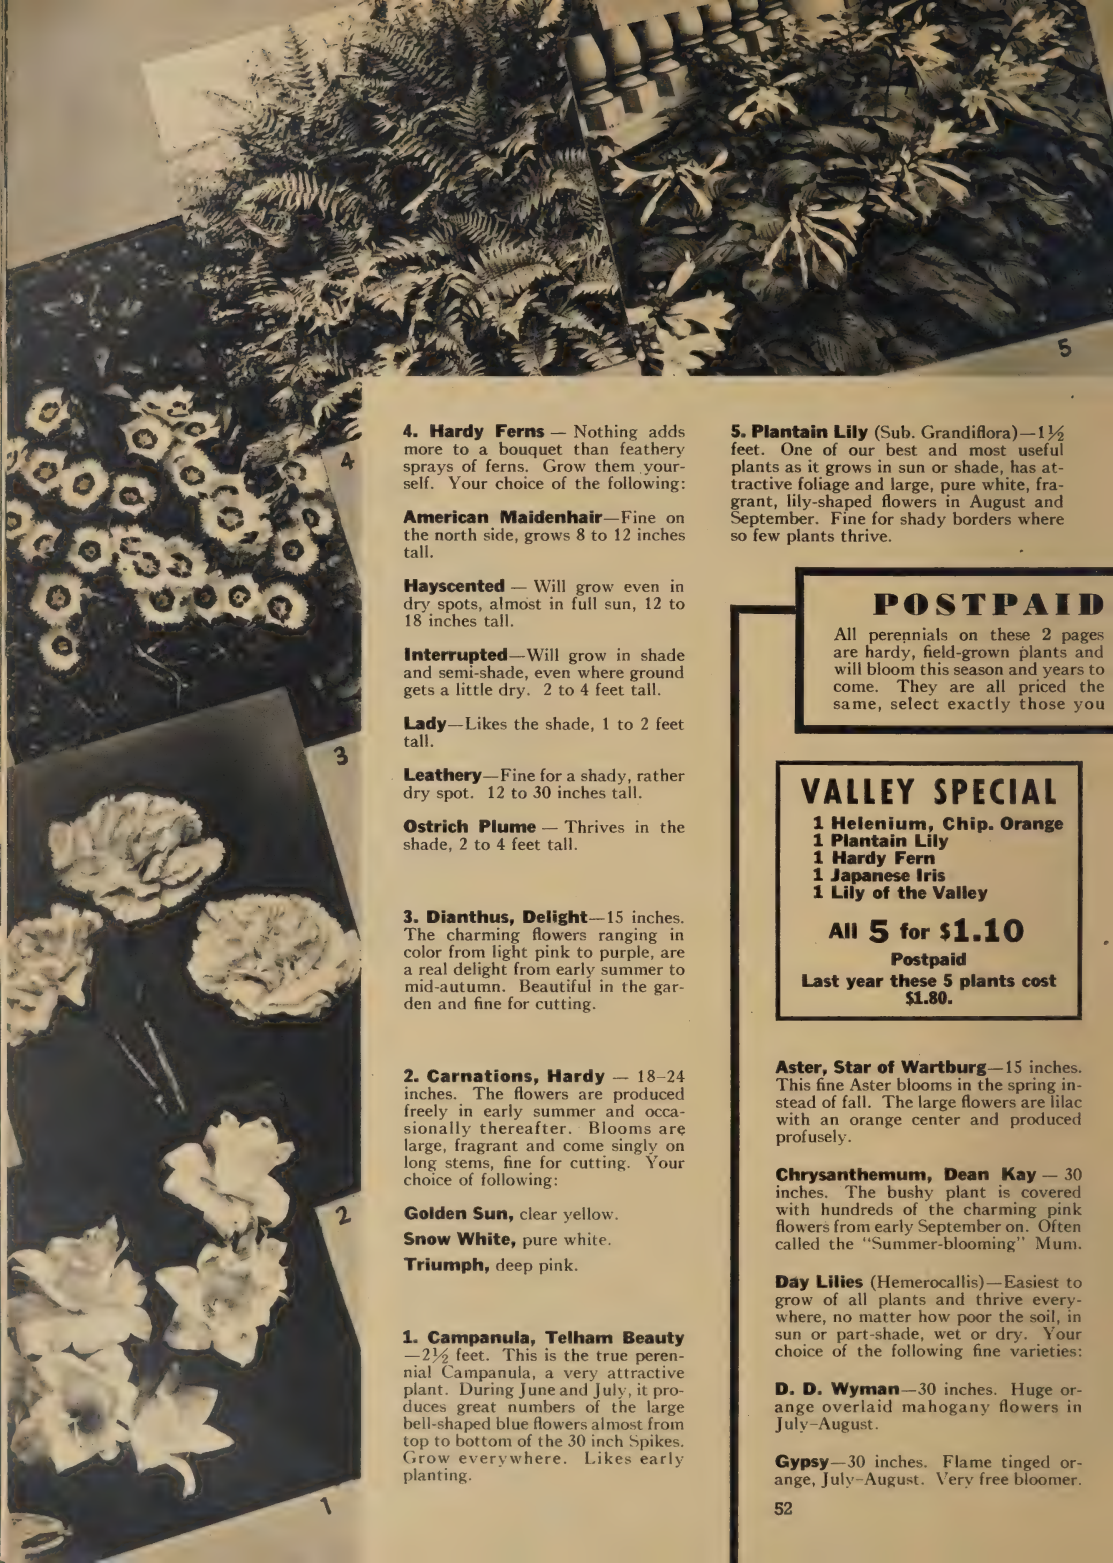 4
5
3
2
1
4. Hardy Ferns — Nothing adds
more to a bouquet than feathery
sprays of ferns. Grow them your-
self. Your choice of the following:
American Maidenhair—Fine on
the north side, grows 8 to 12 inches
tall.
Hayscented — Will grow even in
dry spots, almost in full sun, 12 to
18 inches tall.
Interrupted—Will grow in shade
and semi-shade, even where ground
gets a little dry. 2 to 4 feet tall.
Lady—Likes the shade, 1 to 2 feet
tall.
Leathery—Fine for a shady, rather
dry spot. 12 to 30 inches tall.
Ostrich Plume — Thrives in the
shade, 2 to 4 feet tall.
3. Dianthus, Delight—15 inches.
The charming flowers ranging in
color from light pink to purple, are
a real delight from early summer to
mid-autumn. Beautiful in the gar-
den and fine for cutting.
2. Carnations, Hardy — 18–24
inches. The flowers are produced
freely in early summer and occa-
sionally thereafter. Blooms are
large, fragrant and come singly on
long stems, fine for cutting. Your
choice of following:
Golden Sun, clear yellow.
Snow White, pure white.
Triumph, deep pink.
1. Campanula, Telham Beauty
—2½ feet. This is the true peren-
nial Campanula, a very attractive
plant. During June and July, it pro-
duces great numbers of the large
bell-shaped blue flowers almost from
top to bottom of the 30 inch Spikes.
Grow everywhere. Likes early
planting.
5. Plantain Lily (Sub. Grandiflora)—1½
feet. One of our best and most useful
plants as it grows in sun or shade, has at-
tractive foliage and large, pure white, fra-
grant, lily-shaped flowers in August and
September. Fine for shady borders where
so few plants thrive.
POSTPAID
All perennials on these 2 pages
are hardy, field-grown plants and
will bloom this season and years to
come. They are all priced the
same, select exactly those you
VALLEY SPECIAL
1 Helenium, Chip. Orange
1 Plantain Lily
1 Hardy Fern
1 Japanese Iris
1 Lily of the Valley
All 5 for $1.10
Postpaid
Last year these 5 plants cost
$1.80.
Aster, Star of Wartburg—15 inches.
This fine Aster blooms in the spring in-
stead of fall. The large flowers are lilac
with an orange center and produced
profusely.
Chrysanthemum, Dean Kay — 30
inches. The bushy plant is covered
with hundreds of the charming pink
flowers from early September on. Often
called the "Summer-blooming" Mum.
Day Lilies (Hemerocallis)—Easiest to
grow of all plants and thrive every-
where, no matter how poor the soil, in
sun or part-shade, wet or dry. Your
choice of the following fine varieties:
D. D. Wyman—30 inches. Huge or-
ange overlaid mahogany flowers in
July–August.
Gypsy—30 inches. Flame tinged or-
ange, July–August. Very free bloomer.
52